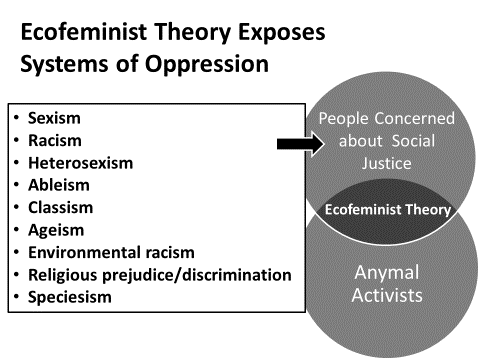 Ecofeminist Theory Exposes
Systems of Oppression
• Sexism
• Racism
• Heterosexism
• Ableism
• Classism
• Ageism
• Environmental racism
• Religious prejudice/discrimination
• Speciesism
People Concerned
about Social
Justice
Ecofeminist Theory
Anymal
Activists